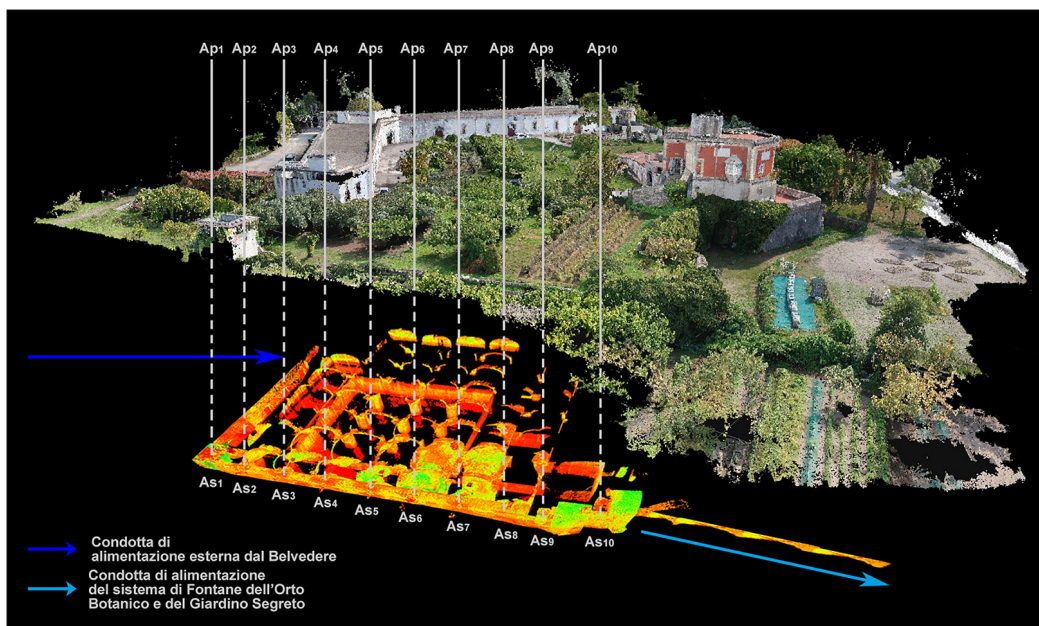 Ap1 Ap2 Ap3 Ap4 Ap5 Ap6 Ap7 Ap8 Ap9 Ap10
As1 As2 As3 As4 As5 As6 As7 As8 As9 As10
Condotta di
alimentazione esterna dal Belvedere
Condotta di alimentazione
del sistema di Fontane dell'Orto
Botanico e del Giardino Segreto